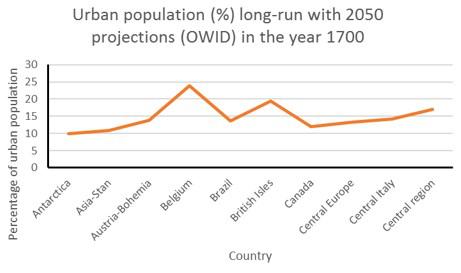 Urban population (%) long-run with 2050
projections (OWID) in the year 1700
Percentage of urban population
30
25
20
15
10
5
0
Antarctica
Asia-Stan
Austria-Bohemia
Belgium
Brazil
British Isles
Canada
Central Europe
Central Italy
Central region
Country